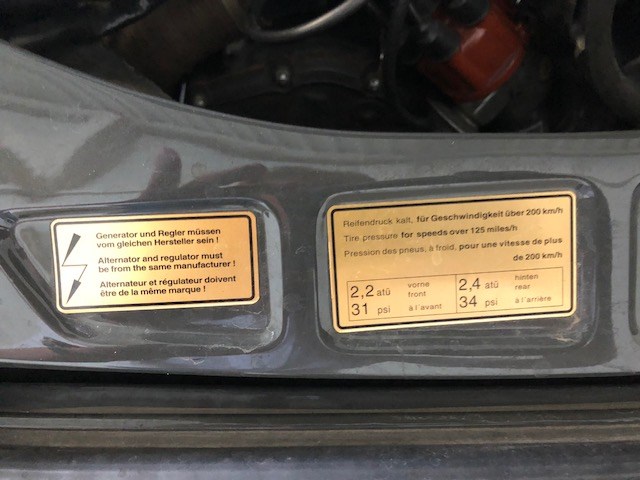 Generator und Regler müssen
vom gleichen Hersteller sein !
Alternator and regulator must
be from the same manufacturer !
Alternateur et régulateur doivent
être de la même marque !
Reifendruck kalt, für Geschwindigkeit über 200 km/h
Tire pressure for speeds over 125 miles/h
Pression des pneus, à froid, pour une vitesse de plus
de 200 km/h
2,2 atü vorne
front
31 psi à l'avant
2,4 atü hinten
rear
34 psi à l'arrière